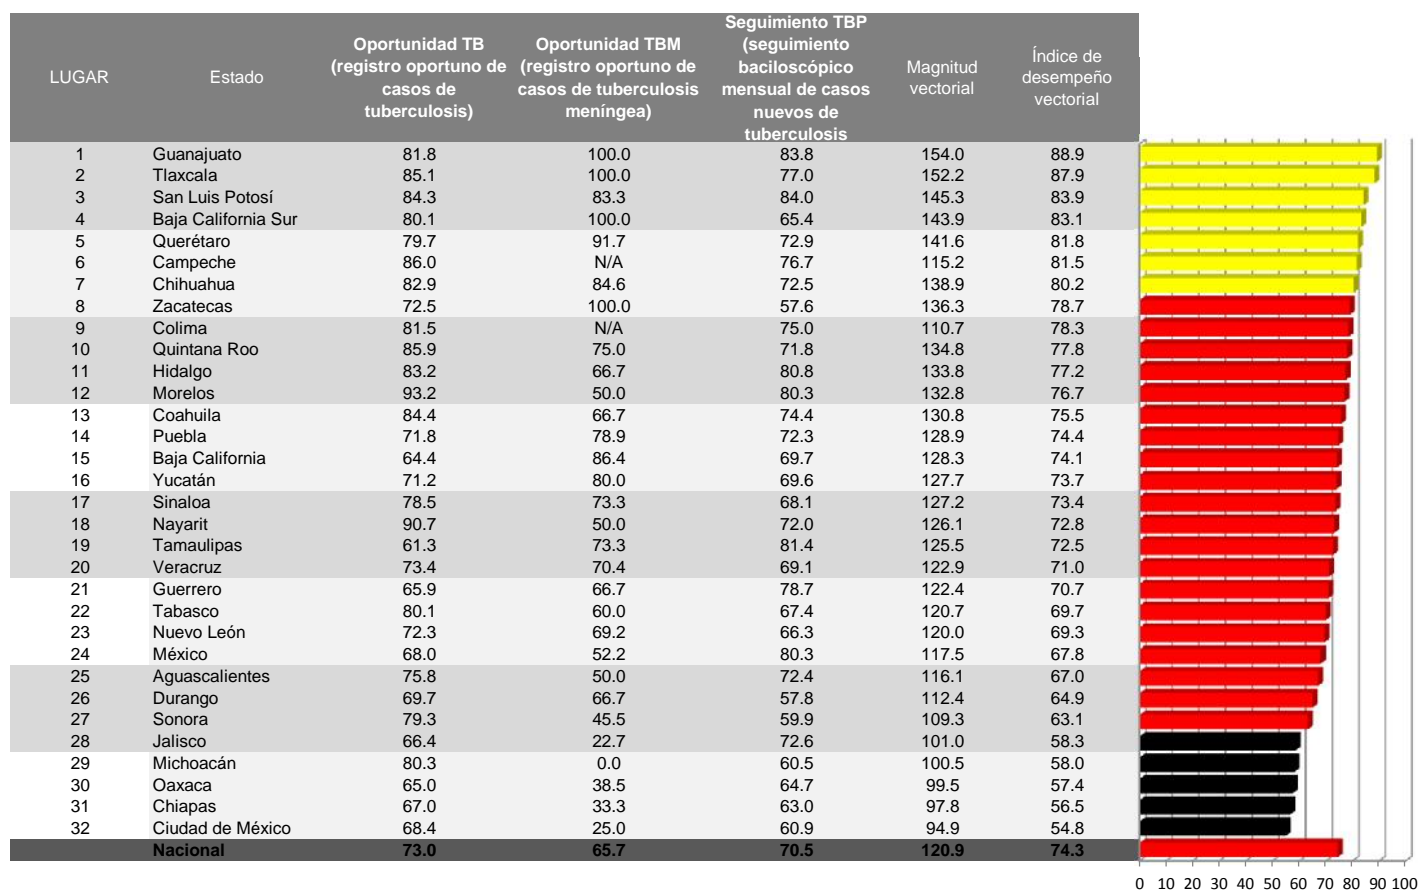 LUGAR Estado Oportunidad TB (registro oportuno de casos de tuberculosis) Oportunidad TBM (registro oportuno de casos de tuberculosis meníngea) Seguimiento TBP (seguimiento baciloscópico mensual de casos nuevos de tuberculosis Magnitud vectorial Índice de desempeño vectorial
1 Guanajuato 81.8 100.0 83.8 154.0 88.9
2 Tlaxcala 85.1 100.0 77.0 152.2 87.9
3 San Luis Potosí 84.3 83.3 84.0 145.3 83.9
4 Baja California Sur 80.1 100.0 65.4 143.9 83.1
5 Querétaro 79.7 91.7 72.9 141.6 81.8
6 Campeche 86.0 N/A 76.7 115.2 81.5
7 Chihuahua 82.9 84.6 72.5 138.9 80.2
8 Zacatecas 72.5 100.0 57.6 136.3 78.7
9 Colima 81.5 N/A 75.0 110.7 78.3
10 Quintana Roo 85.9 75.0 71.8 134.8 77.8
11 Hidalgo 83.2 66.7 80.8 133.8 77.2
12 Morelos 93.2 50.0 80.3 132.8 76.7
13 Coahuila 84.4 66.7 74.4 130.8 75.5
14 Puebla 71.8 78.9 72.3 128.9 74.4
15 Baja California 64.4 86.4 69.7 128.3 74.1
16 Yucatán 71.2 80.0 69.6 127.7 73.7
17 Sinaloa 78.5 73.3 68.1 127.2 73.4
18 Nayarit 90.7 50.0 72.0 126.1 72.8
19 Tamaulipas 61.3 73.3 81.4 125.5 72.5
20 Veracruz 73.4 70.4 69.1 122.9 71.0
21 Guerrero 65.9 66.7 78.7 122.4 70.7
22 Tabasco 80.1 60.0 67.4 120.7 69.7
23 Nuevo León 72.3 69.2 66.3 120.0 69.3
24 México 68.0 52.2 80.3 117.5 67.8
25 Aguascalientes 75.8 50.0 72.4 116.1 67.0
26 Durango 69.7 66.7 57.8 112.4 64.9
27 Sonora 79.3 45.5 59.9 109.3 63.1
28 Jalisco 66.4 22.7 72.6 101.0 58.3
29 Michoacán 80.3 0.0 60.5 100.5 58.0
30 Oaxaca 65.0 38.5 64.7 99.5 57.4
31 Chiapas 67.0 33.3 63.0 97.8 56.5
32 Ciudad de México 68.4 25.0 60.9 94.9 54.8
Nacional 73.0 65.7 70.5 120.9 74.3
0 10 20 30 40 50 60 70 80 90 100